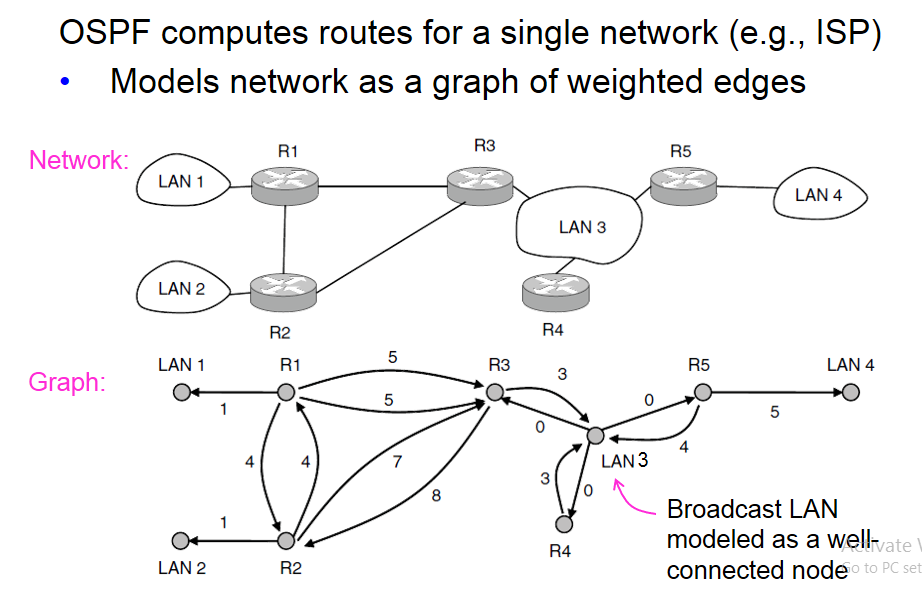 OSPF computes routes for a single network (e.g., ISP)
• Models network as a graph of weighted edges
Network:
LAN 1
R1
R3
R5
LAN 4
LAN 3
LAN 2
R2
R4
Graph:
LAN 1
R1
5
R3
3
R5
LAN 4
1
5
0
0
5
4
4
7
8
LAN 3
4
3
0
1
LAN 2
R2
R4
Broadcast LAN
modeled as a well-
connected node
Activate
Go to PC set